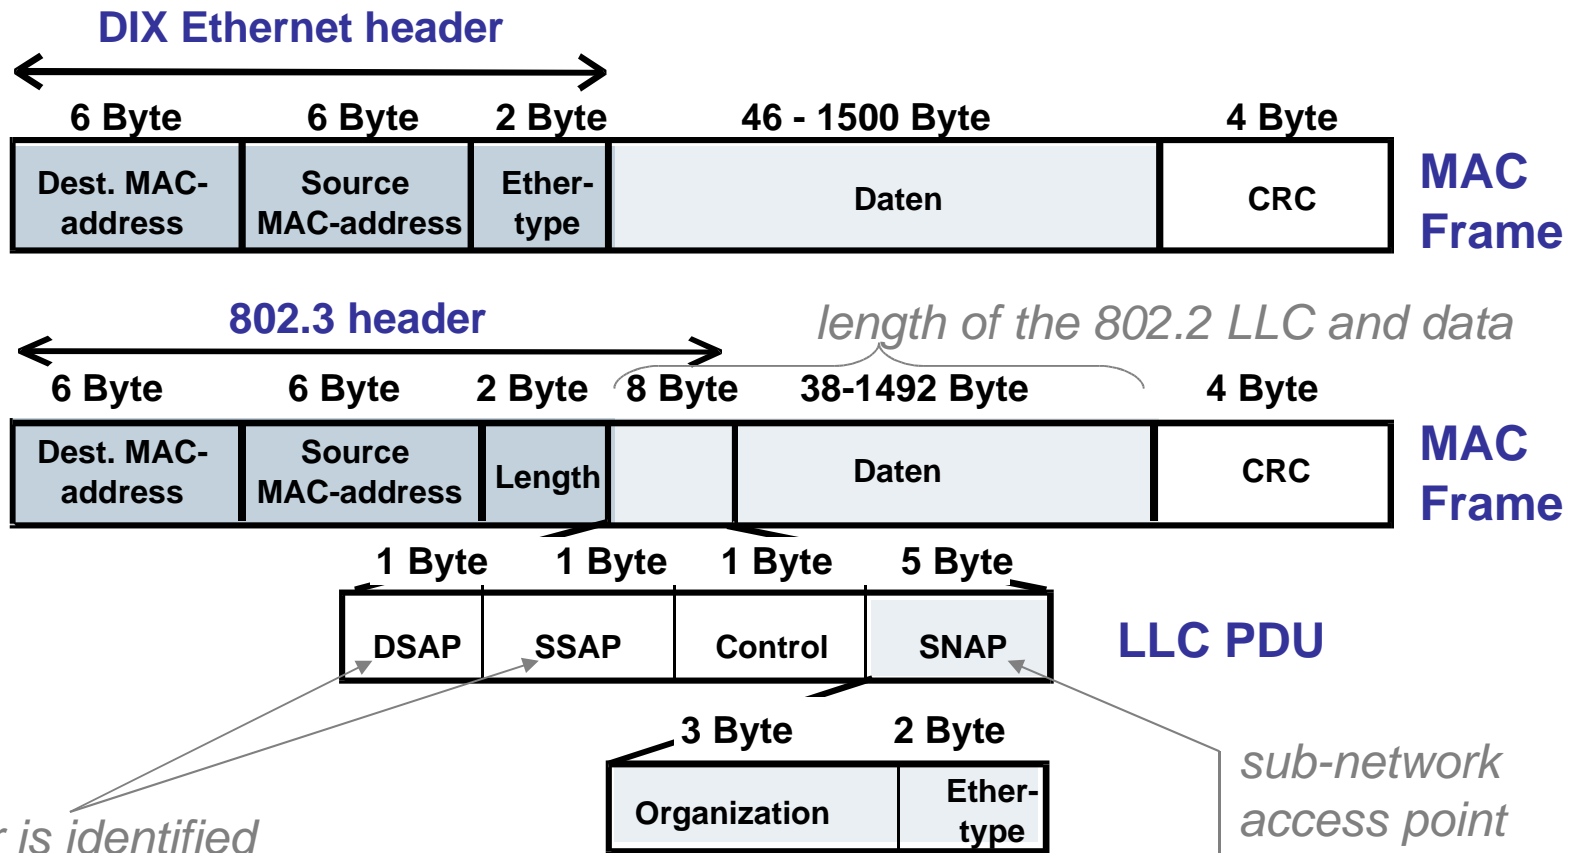 DIX Ethernet header
6 Byte 6 Byte 2 Byte 46 - 1500 Byte 4 Byte
Dest. MAC-address Source MAC-address Ether-type Daten CRC
MAC Frame
802.3 header
length of the 802.2 LLC and data
6 Byte 6 Byte 2 Byte 8 Byte 38-1492 Byte 4 Byte
Dest. MAC-address Source MAC-address Length Daten CRC
MAC Frame
1 Byte 1 Byte 1 Byte 5 Byte
DSAP SSAP Control SNAP
LLC PDU
3 Byte 2 Byte
Organization Ether-type
sub-network
access point
r is identified